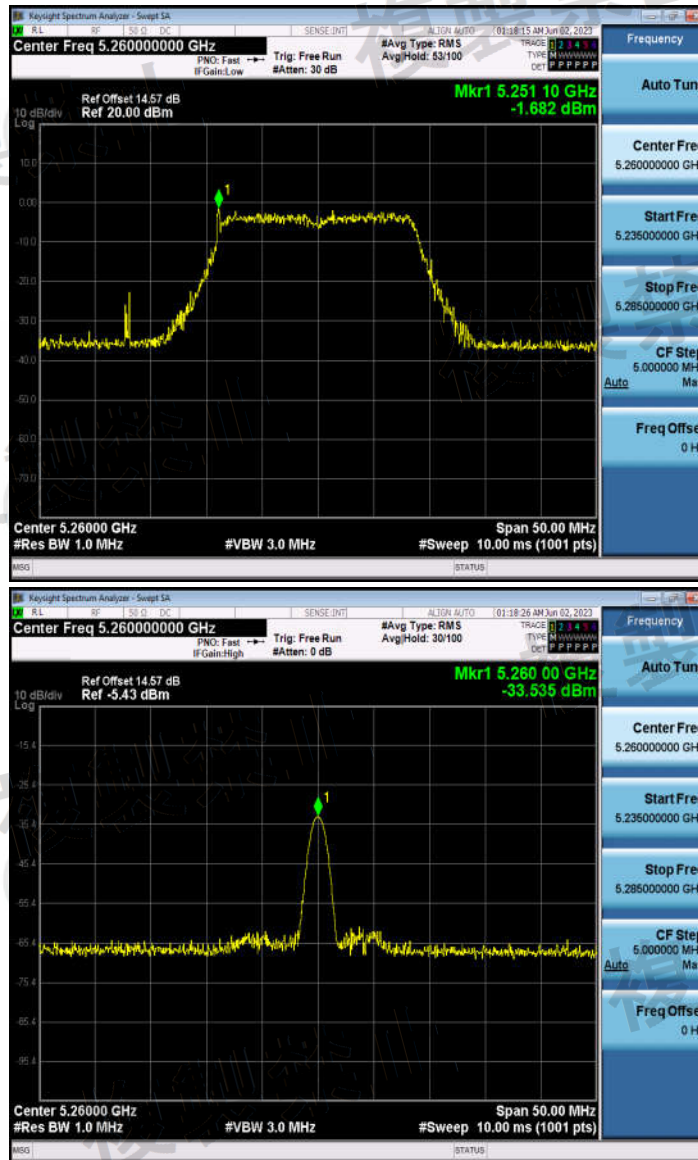 Keysight Spectrum Analyzer - Swept SA
RL RF 50 Ω DC SENSE:INT ALIGN AUTO 01:18:15 AM Jun 02, 2023
Center Freq 5.260000000 GHz
PNO: Fast
IFGain:Low
Trig: Free Run
#Atten: 30 dB
#Avg Type: RMS
Avg|Hold: 53/100
TRACE 1 2 3 4 5 6
TYPE M WWWWW
DET P P P P P P
Ref Offset 14.57 dB
10 dB/div Ref 20.00 dBm
Log
Mkr1 5.251 10 GHz
-1.682 dBm
10.0
0.00
-10.0
-20.0
-30.0
-40.0
-60.0
-70.0
1
Center 5.26000 GHz
#Res BW 1.0 MHz
#VBW 3.0 MHz
Span 50.00 MHz
#Sweep 10.00 ms (1001 pts)
MSG STATUS
Frequency
Auto Tun
Center Fre
5.260000000 GH
Start Fre
5.235000000 GH
Stop Fre
5.285000000 GH
CF Step
5.000000 MH
Auto Ma
Freq Offse
0 H
Keysight Spectrum Analyzer - Swept SA
RL RF 50 Ω DC SENSE:INT ALIGN AUTO 01:18:26 AM Jun 02, 2023
Center Freq 5.260000000 GHz
PNO: Fast
IFGain:High
Trig: Free Run
#Atten: 0 dB
#Avg Type: RMS
Avg|Hold: 30/100
TRACE 1 2 3 4 5 6
TYPE M WWWWW
DET P P P P P P
Ref Offset 14.57 dB
10 dB/div Ref -5.43 dBm
Log
Mkr1 5.260 00 GHz
-33.535 dBm
-15.4
-25.4
-35.4
-45.4
-55.4
-65.4
-75.4
-85.4
-95.4
1
Center 5.26000 GHz
#Res BW 1.0 MHz
#VBW 3.0 MHz
Span 50.00 MHz
#Sweep 10.00 ms (1001 pts)
MSG STATUS
Frequency
Auto Tun
Center Fre
5.260000000 GH
Start Fre
5.235000000 GH
Stop Fre
5.285000000 GH
CF Step
5.000000 MH
Auto Ma
Freq Offse
0 H